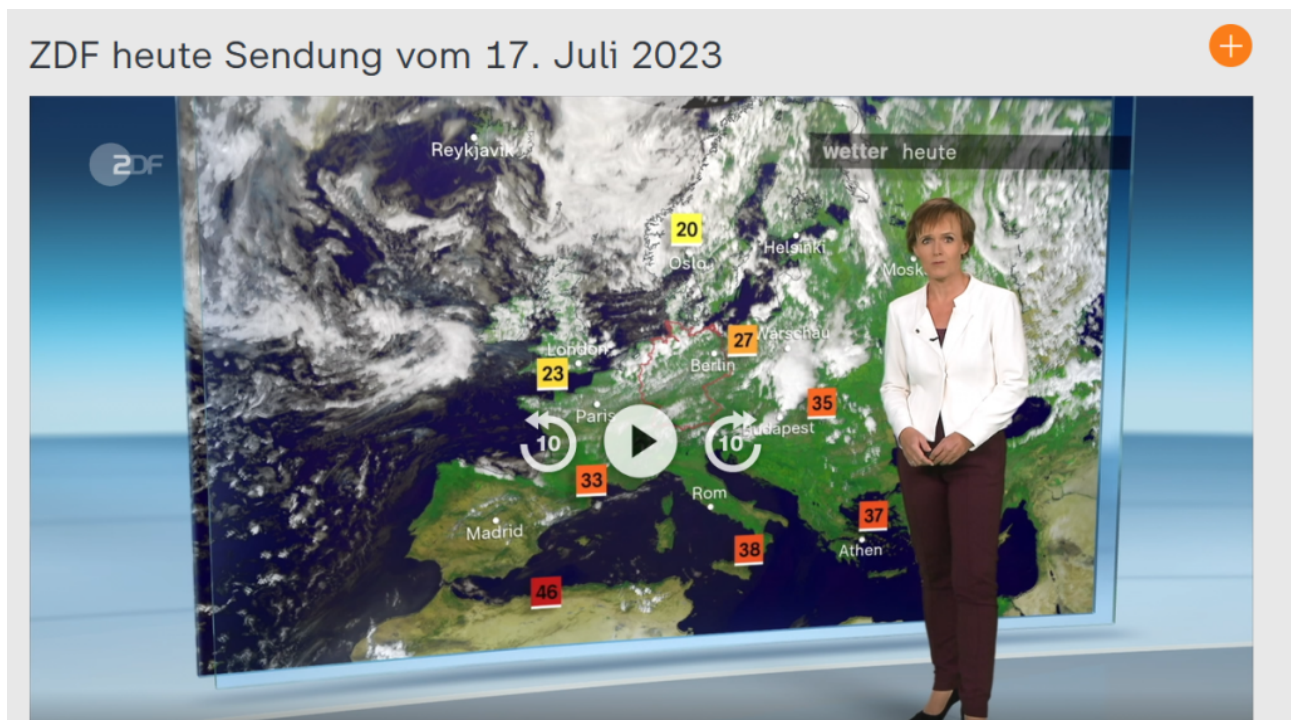 ZDF heute Sendung vom 17. Juli 2023
ZDF
Reykjavik
wetter heute
20
Oslo
Helsinki
Mosk
London
27
Warschau
Berlin
23
Paris
35
Budapest
10
10
33
Rom
Madrid
37
38
Athen
46